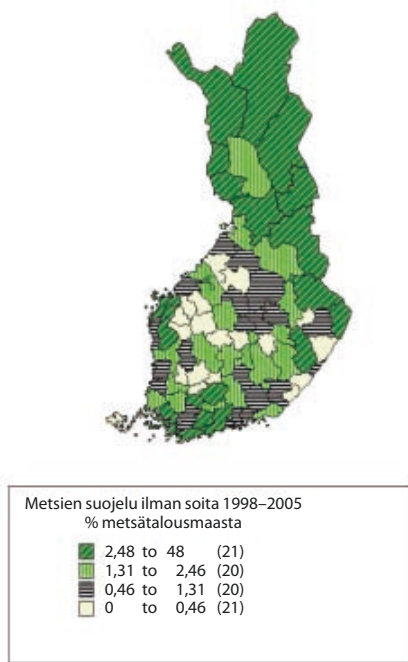 Metsien suojelu ilman soita 1998–2005
% metsätalousmaasta
2,48 to 48 (21)
1,31 to 2,46 (20)
0,46 to 1,31 (20)
0 to 0,46 (21)